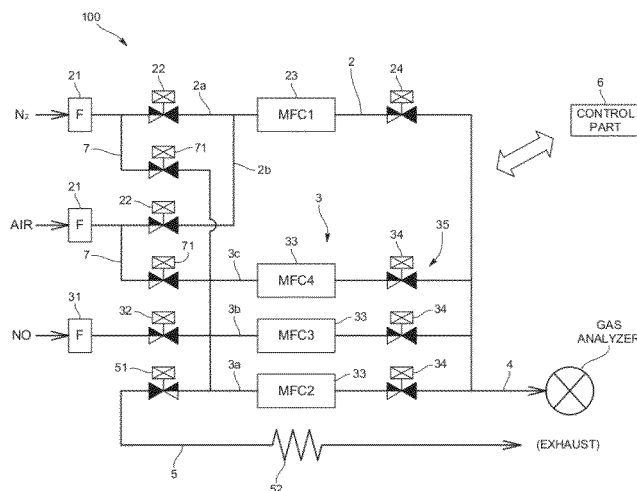 100
21
22
2a
23
2
24
6
N2
F
MFC1
CONTROL
PART
7
71
2b
21
22
3
AIR
F
33
34
35
7
71
3c
MFC4
31
32
3b
33
34
NO
F
MFC3
GAS
ANALYZER
51
3a
33
34
4
MFC2
5
52
(EXHAUST)